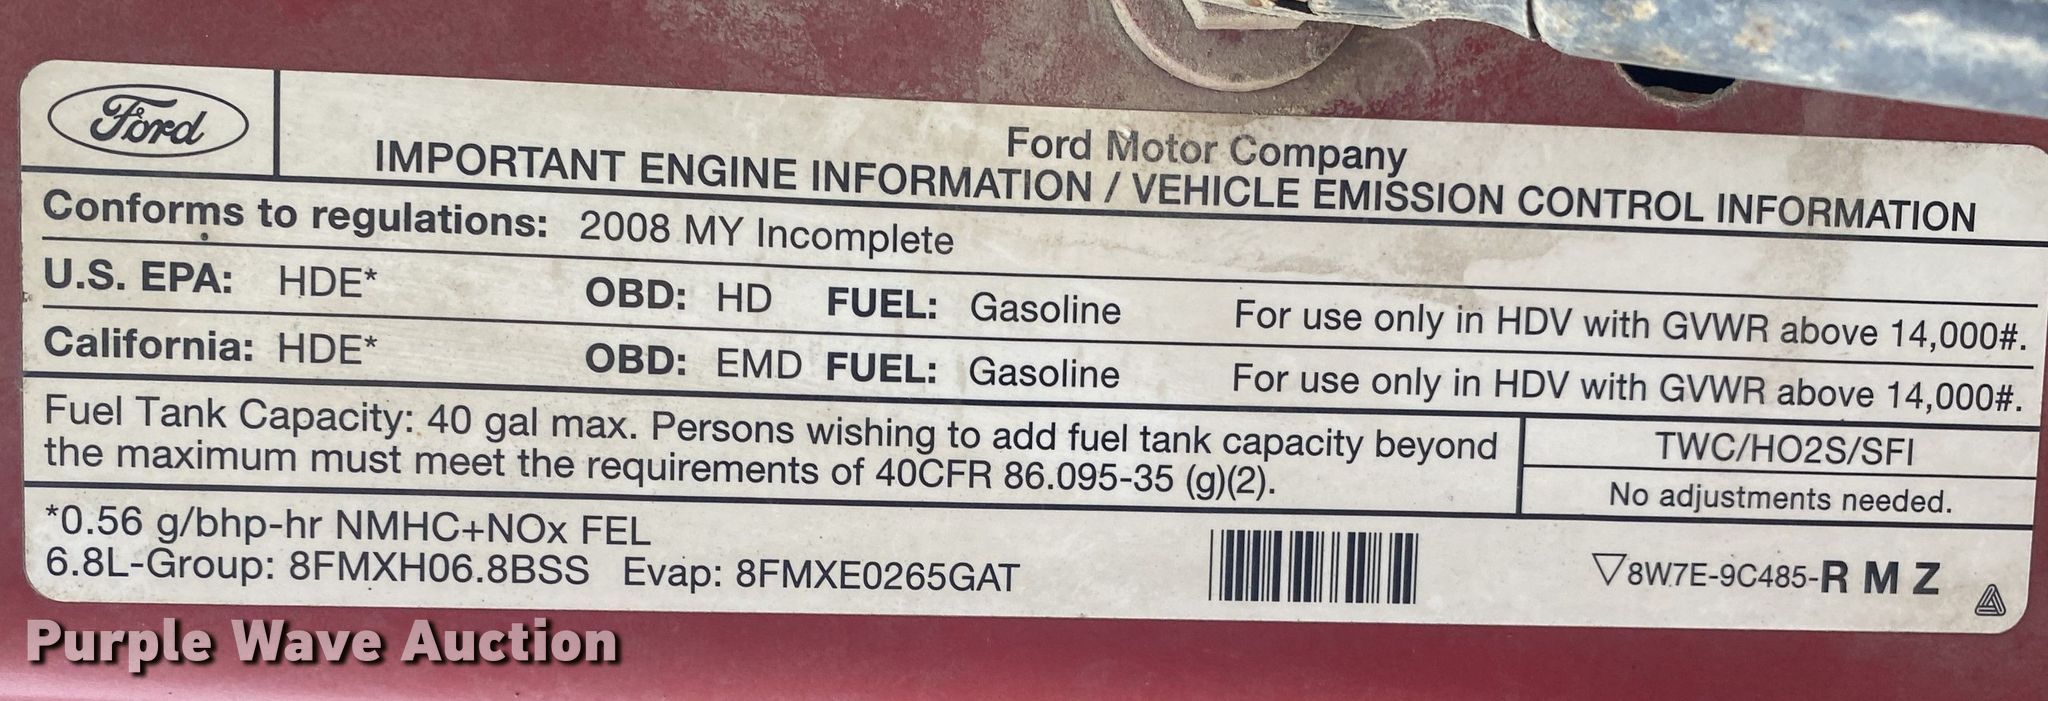 Ford
Ford Motor Company
IMPORTANT ENGINE INFORMATION / VEHICLE EMISSION CONTROL INFORMATION
Conforms to regulations: 2008 MY Incomplete
U.S. EPA: HDE* OBD: HD FUEL: Gasoline For use only in HDV with GVWR above 14,000#.
California: HDE* OBD: EMD FUEL: Gasoline For use only in HDV with GVWR above 14,000#.
Fuel Tank Capacity: 40 gal max. Persons wishing to add fuel tank capacity beyond
the maximum must meet the requirements of 40CFR 86.095-35 (g)(2).
TWC/HO2S/SFI
No adjustments needed.
*0.56 g/bhp-hr NMHC+NOx FEL
6.8L-Group: 8FMXH06.8BSS Evap: 8FMXE0265GAT
▽8W7E-9C485-R M Z
Purple Wave Auction